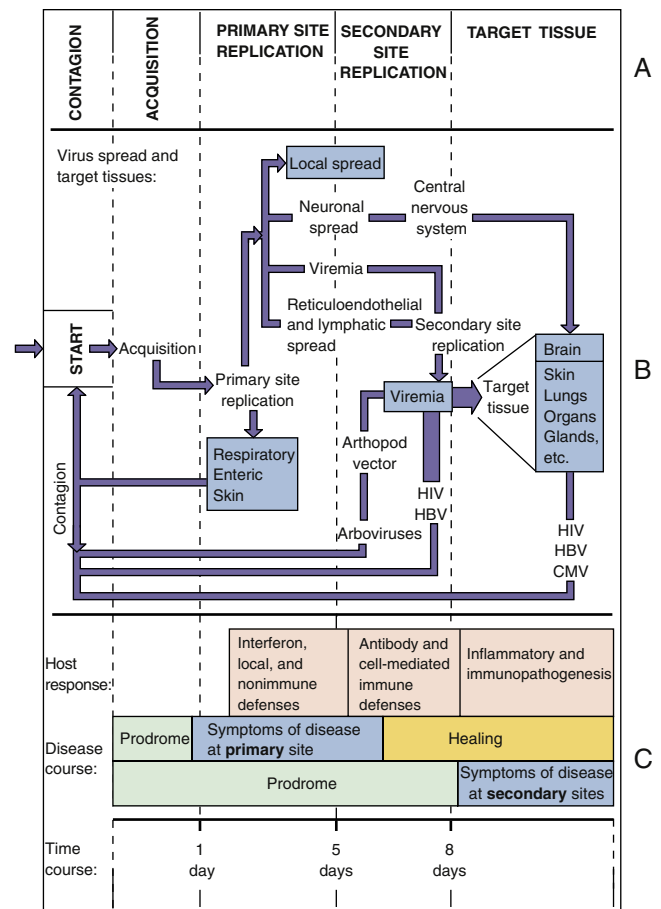 CONTAGION
ACQUISITION
PRIMARY SITE
REPLICATION
SECONDARY
SITE
REPLICATION
TARGET TISSUE
A
Virus spread and
target tissues:
Local spread
Neuronal
spread
Central
nervous
system
Viremia
Reticuloendothelial
and lymphatic
spread
Secondary site
replication
START
Acquisition
Primary site
replication
Viremia
Target
tissue
Brain
Skin
Lungs
Organs
Glands,
etc.
B
Respiratory
Enteric
Skin
Arthopod
vector
HIV
HBV
Arboviruses
Contagion
HIV
HBV
CMV
Host
response:
Interferon,
local, and
nonimmune
defenses
Antibody and
cell-mediated
immune
defenses
Inflammatory and
immunopathogenesis
Disease
course:
Prodrome
Symptoms of disease
at primary site
Healing
Prodrome
Symptoms of disease
at secondary sites
C
Time
course:
1
day
5
days
8
days